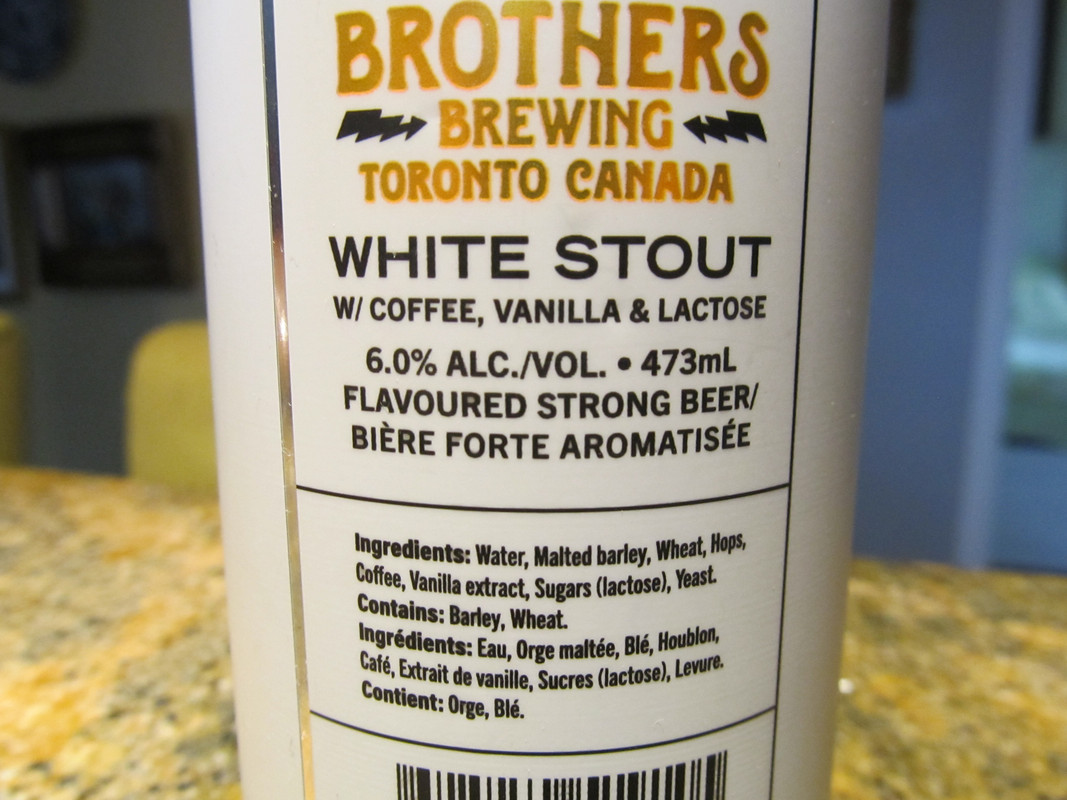 BROTHERS
BREWING
TORONTO CANADA
WHITE STOUT
W/ COFFEE, VANILLA & LACTOSE
6.0% ALC./VOL. • 473mL
FLAVOURED STRONG BEER/
BIÈRE FORTE AROMATISÉE
Ingredients: Water, Malted barley, Wheat, Hops,
Coffee, Vanilla extract, Sugars (lactose), Yeast.
Contains: Barley, Wheat.
Ingrédients: Eau, Orge maltée, Blé, Houblon,
Café, Extrait de vanille, Sucres (lactose), Levure.
Contient: Orge, Blé.